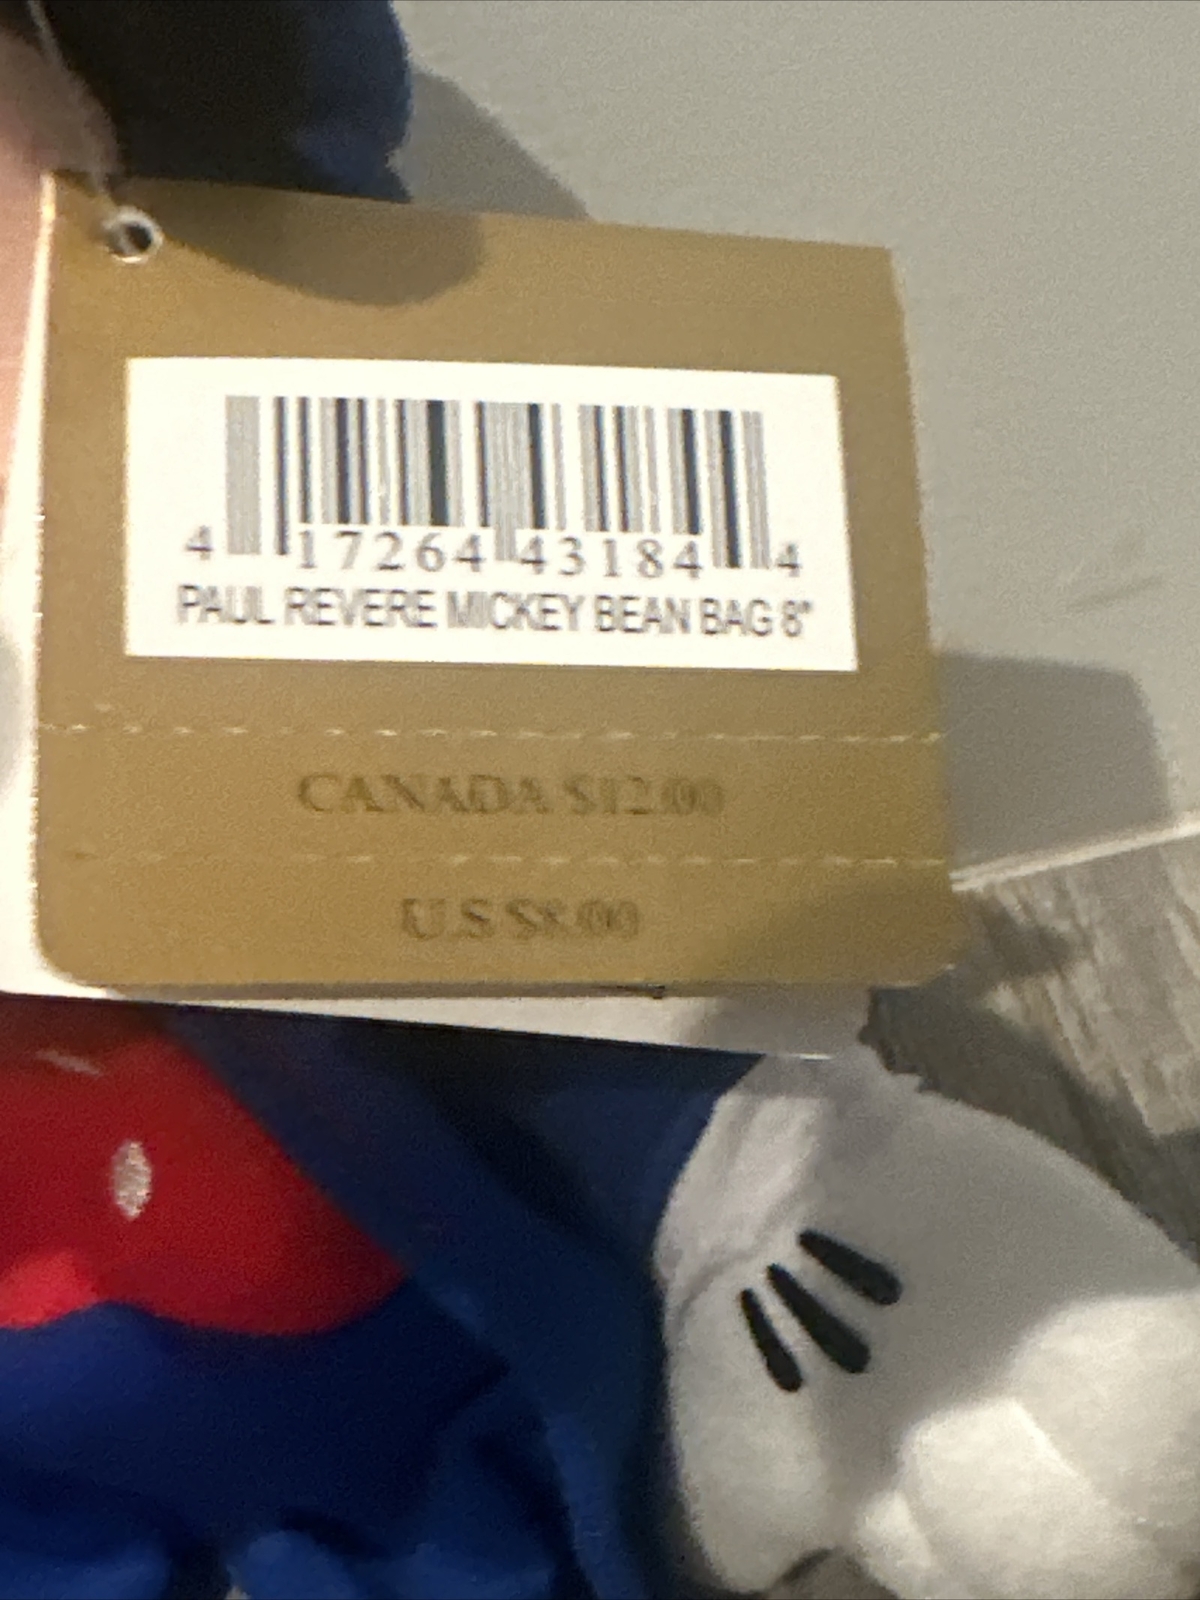 4 17264 43184 4
PAUL REVERE MICKEY BEAN BAG 8"
CANADA $12.00
U.S $8.00